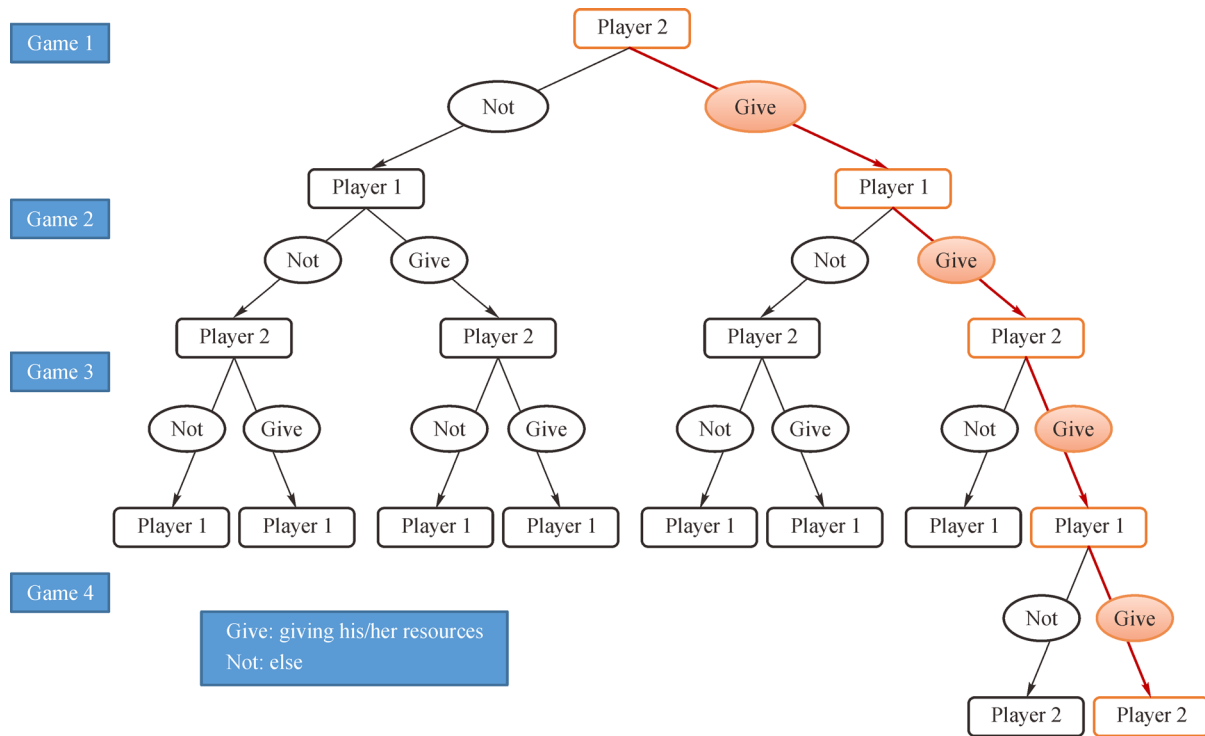 Game 1
Player 2
Not
Give
Player 1
Player 1
Game 2
Not
Give
Not
Give
Player 2
Player 2
Player 2
Player 2
Game 3
Not
Give
Not
Give
Not
Give
Not
Give
Player 1
Player 1
Player 1
Player 1
Player 1
Player 1
Player 1
Player 1
Game 4
Give: giving his/her resources
Not: else
Not
Give
Player 2
Player 2